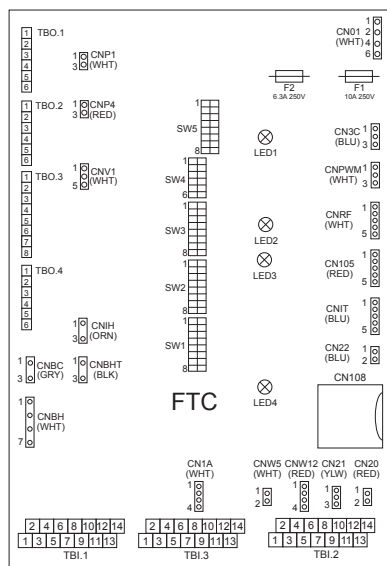 TBO.1
1
2
3
4
5
6
CNP1
(WHT)
1
3
CN01
(WHT)
1
2
4
6
F2
6.3A 250V
F1
10A 250V
TBO.2
1
2
3
4
5
6
CNP4
(RED)
1
3
SW5
1
8
LED1
CN3C
(BLU)
1
3
TBO.3
1
2
3
4
5
6
7
8
CNV1
(WHT)
1
5
SW4
1
6
CNPWM
(WHT)
1
3
SW3
1
8
LED2
CNRF
(WHT)
1
5
TBO.4
1
2
3
4
5
6
SW2
1
8
LED3
CN105
(RED)
1
5
CNIH
(ORN)
1
3
SW1
1
8
CNIT
(BLU)
1
5
CNBC
(GRY)
1
3
CNBHT
(BLK)
1
3
CN22
(BLU)
1
2
CNBH
(WHT)
1
7
FTC
LED4
CN108
CN1A
(WHT)
1
4
CNW5
(WHT)
1
2
CNW12
(RED)
1
4
CN21
(YLW)
1
3
CN20
(RED)
1
2
2 4 6 8 10 12 14
1 3 5 7 9 11 13
TBI.1
2 4 6 8 10 12 14
1 3 5 7 9 11 13
TBI.3
2 4 6 8 10 12 14
1 3 5 7 9 11 13
TBI.2